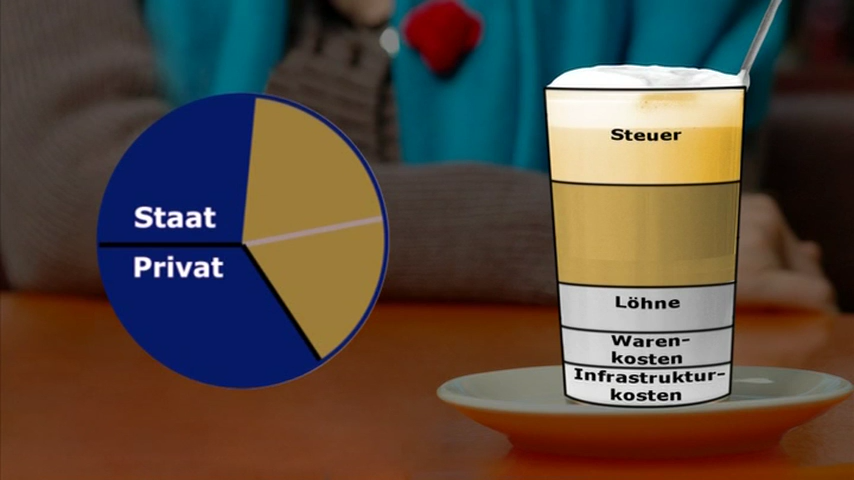 Staat
Privat
Steuer
Löhne
Waren-
kosten
Infrastruktur-
kosten